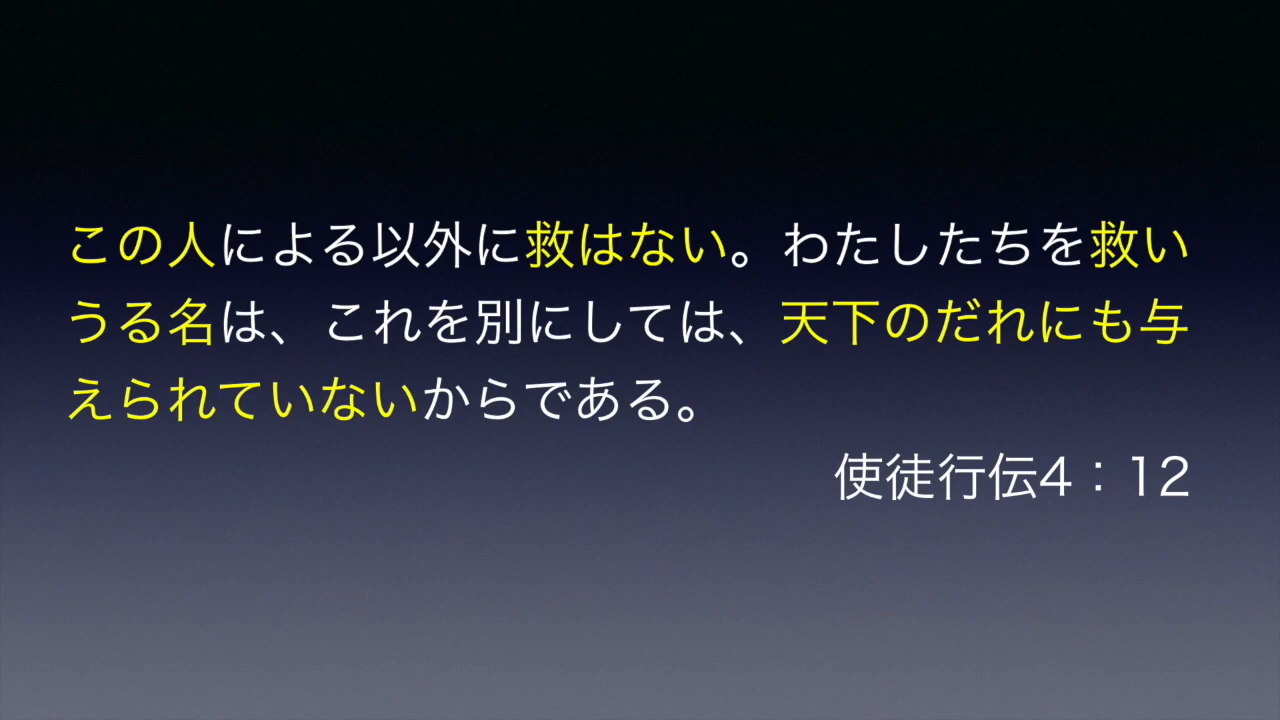 この人による以外に救はない。わたしたちを救い
うる名は、これを別にしては、天下のだれにも与
えられていないからである。
使徒行伝4：12